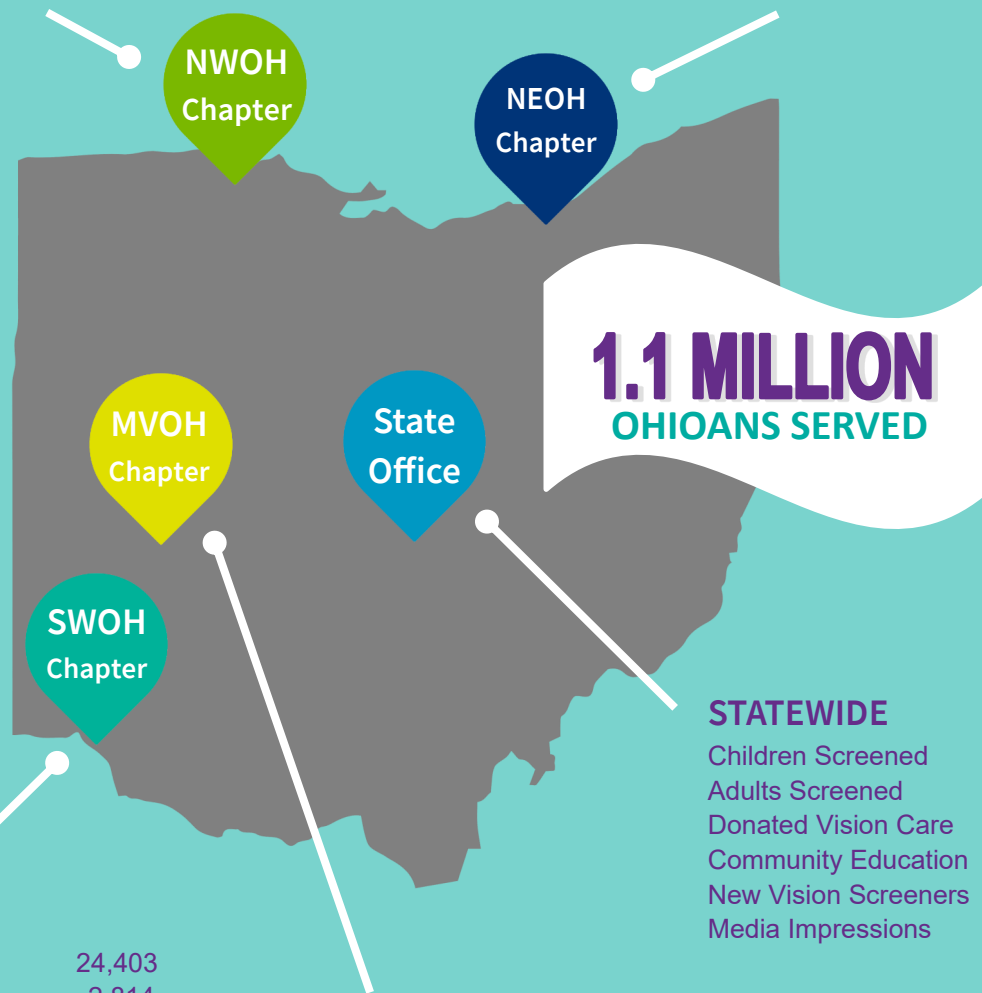 NWOH
Chapter
NEOH
Chapter
1.1 MILLION
OHIOANS SERVED
MVOH
Chapter
State
Office
SWOH
Chapter
STATEWIDE
Children Screened
Adults Screened
Donated Vision Care
Community Education
New Vision Screeners
Media Impressions
24,403